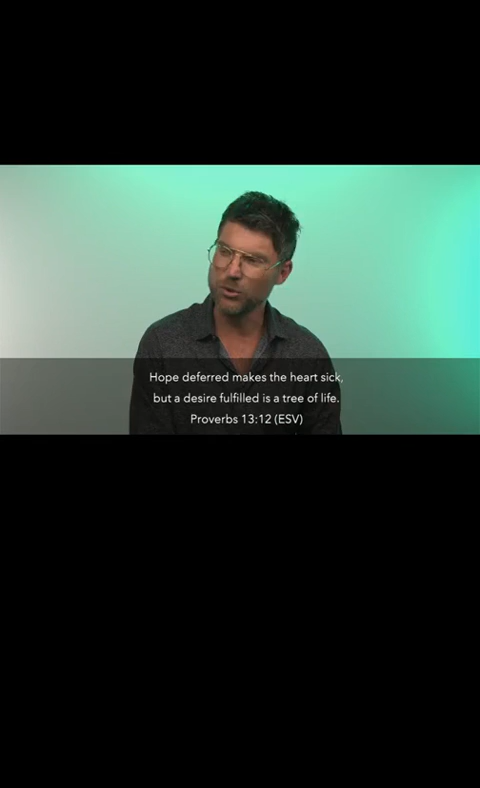 Hope deferred makes the heart sick,
but a desire fulfilled is a tree of life.
Proverbs 13:12 (ESV)